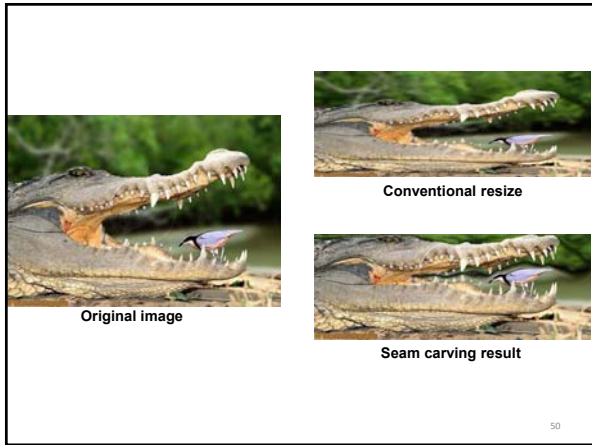 Conventional resize
Original image
Seam carving result
50